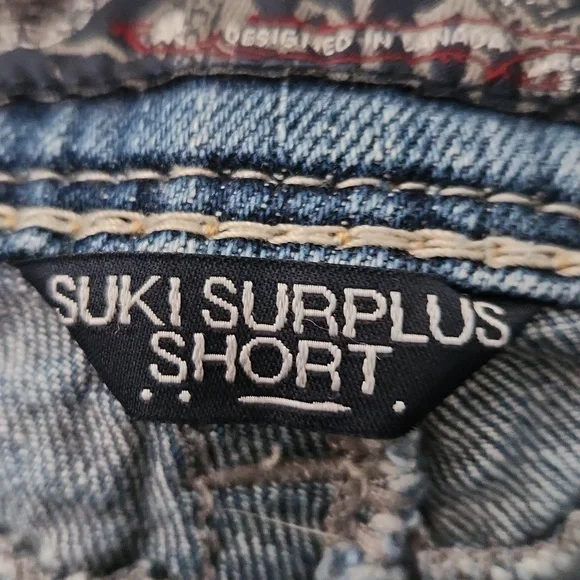 DESIGNED IN CANADA
SUKI SURPLUS
SHORT